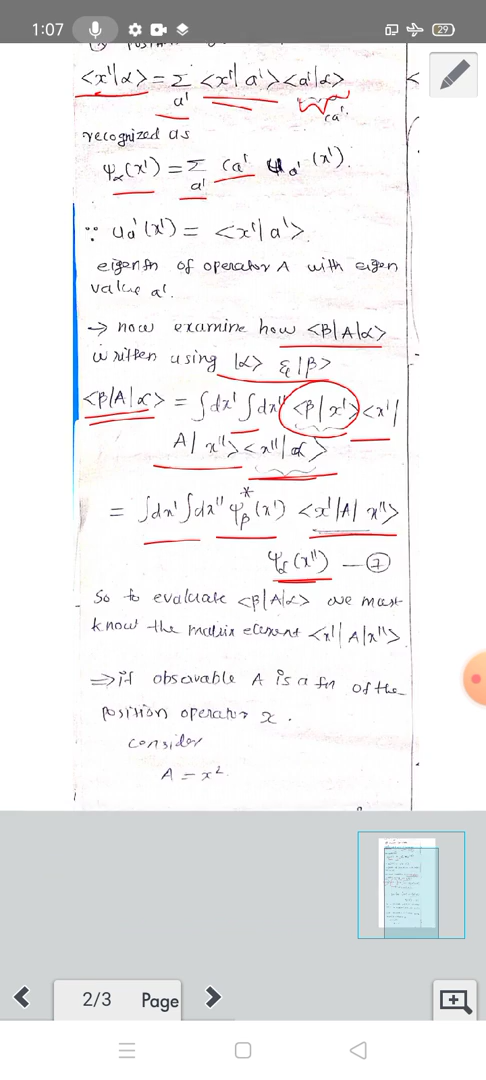 1:07
29
<x'|α> = Σ <x'|a'> <a'|α>
a'
ca'.
recognized as
Ψα(x') = Σ ca' ua'(x').
a'
∵ ua'(x') = <x'|a'>.
eigenfn of operator A with eigen
value a'.
→ now examine how <β|A|α>
written using |α> & |β>
<β|A|α> = ∫dx' ∫dx'' <β|x'> <x'|
A|x''> <x''|α>
= ∫dx' ∫dx'' Ψβ*(x') <x'|A|x''>
Ψα(x'') — ⑦
So to evaluate <β|A|α> we must
know the matrix element <x'|A|x''>.
⇒ if observable A is a fn of the
position operator x.
consider
A = x².
2/3 Page